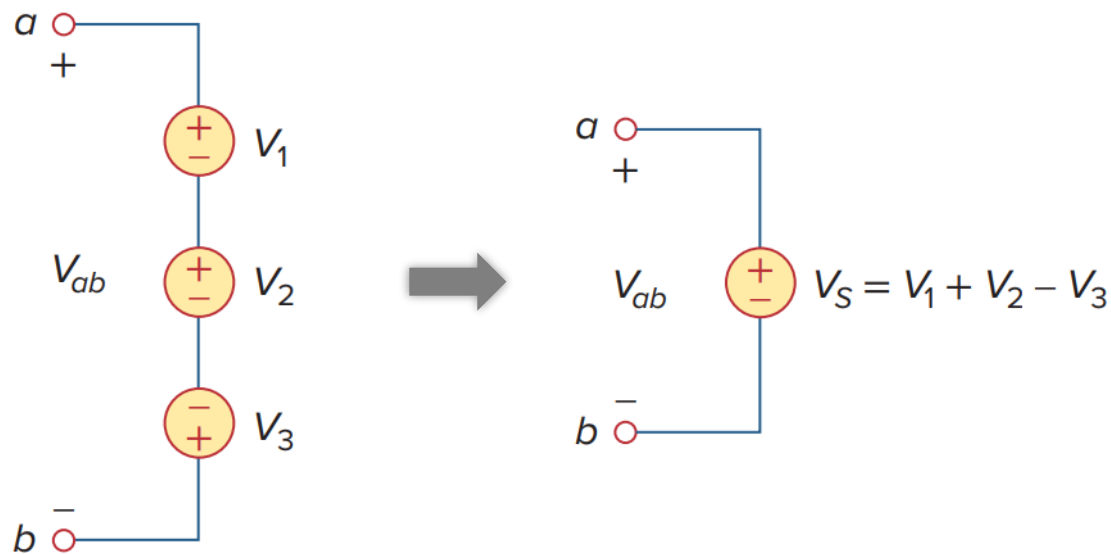 a
+
+
−
V₁
Vab
+
−
V₂
−
+
V₃
−
b
a
+
Vab
+
−
VS = V₁ + V₂ − V₃
−
b